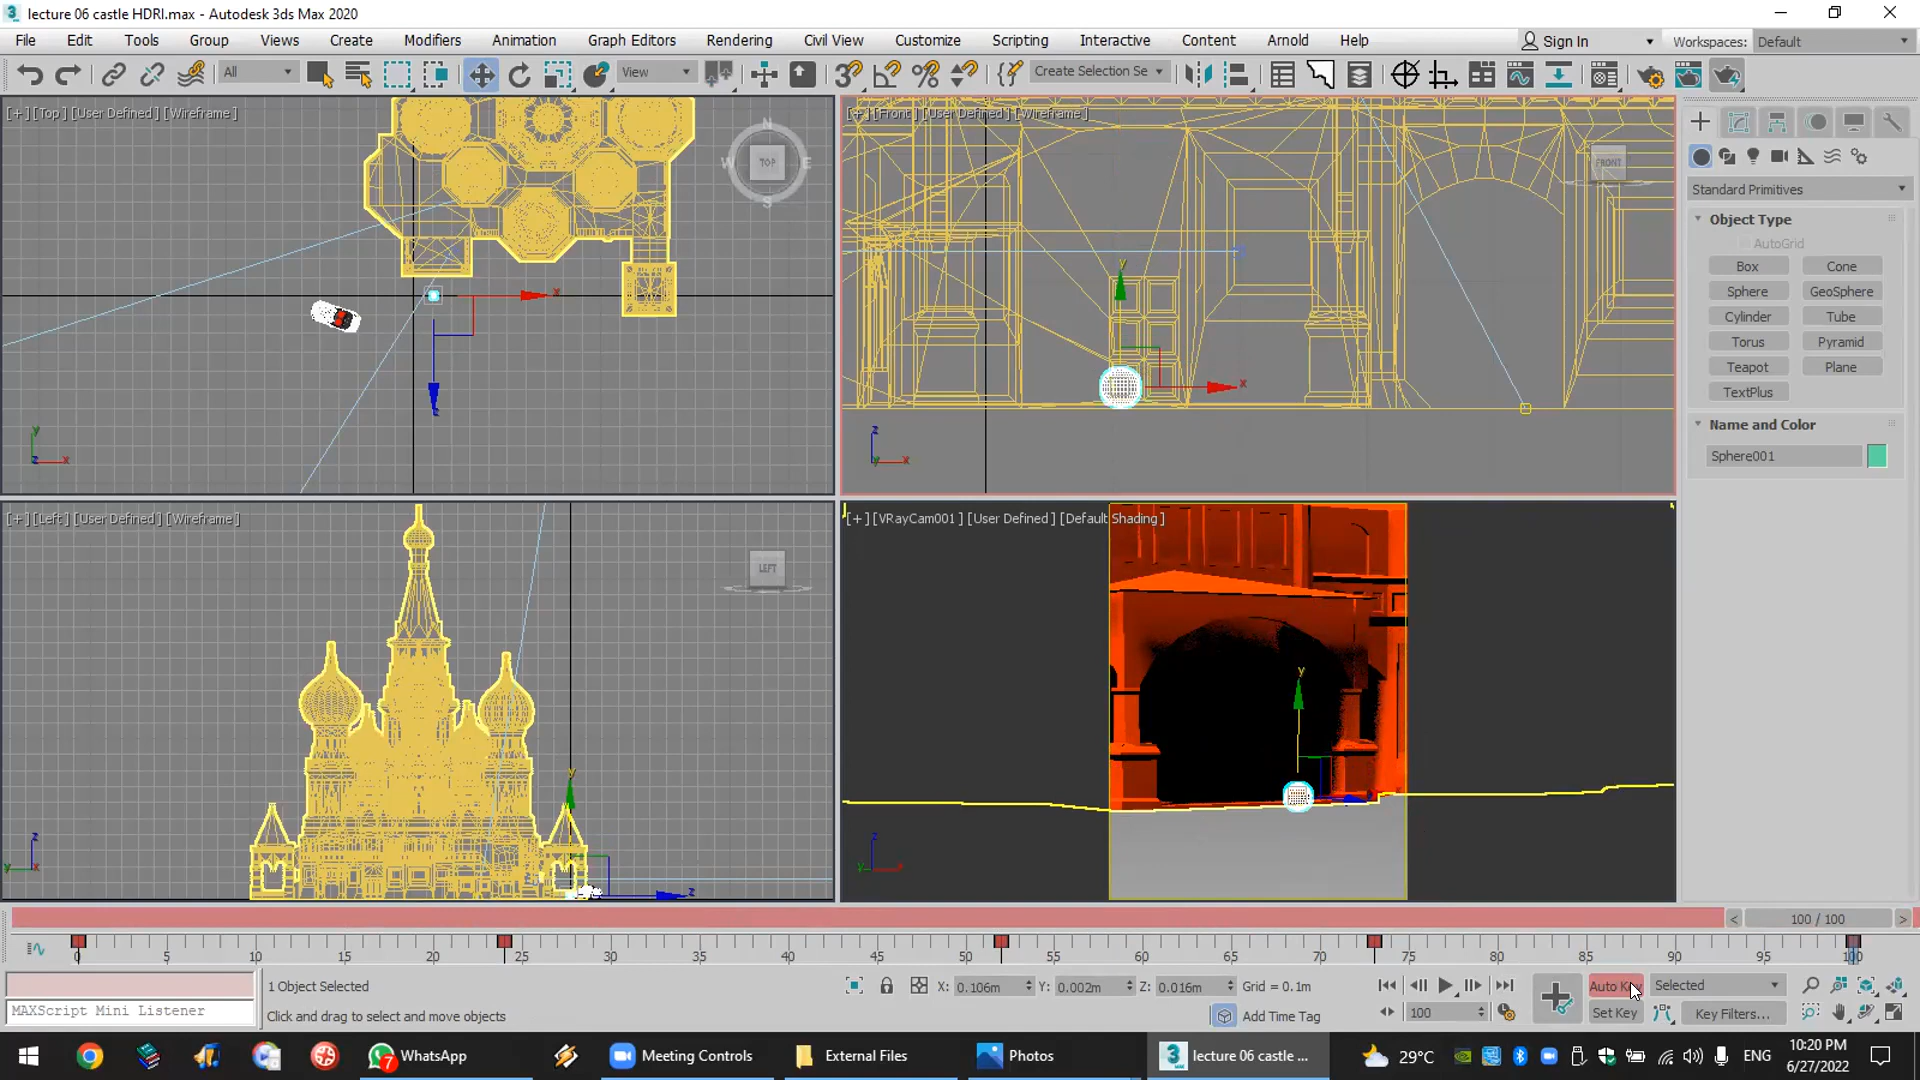 lecture 06 castle HDRI.max - Autodesk 3ds Max 2020
File Edit Tools Group Views Create Modifiers Animation Graph Editors Rendering Civil View Customize Scripting Interactive Content Arnold Help
Sign In
Workspaces: Default
All
View
Create Selection Se
[+] [Top] [User Defined] [Wireframe]
N
W TOP E
S
x
z
y
z x
[+] [Front] [User Defined] [Wireframe]
FRONT
y
x
z
y x
[+] [Left] [User Defined] [Wireframe]
LEFT
y
z
z
y x
[+] [VRayCam001] [User Defined] [Default Shading]
y
z
y x
Standard Primitives
Object Type
AutoGrid
Box Cone
Sphere GeoSphere
Cylinder Tube
Torus Pyramid
Teapot Plane
TextPlus
Name and Color
Sphere001
< 100 / 100 >
0 5 10 15 20 25 30 35 40 45 50 55 60 65 70 75 80 85 90 95 100
1 Object Selected
X: 0.106m Y: 0.002m Z: 0.016m Grid = 0.1m
Auto Selected
MAXScript Mini Listener
Click and drag to select and move objects
Add Time Tag
100
Set Key
Key Filters...
WhatsApp
Meeting Controls
External Files
Photos
lecture 06 castle ...
29°C
ENG
10:20 PM
6/27/2022